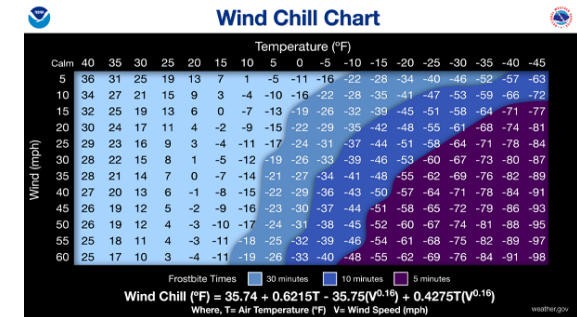 Wind Chill Chart
Temperature (°F)
Calm 40 35 30 25 20 15 10 5 0 -5 -10 -15 -20 -25 -30 -35 -40 -45
5 36 31 25 19 13 7 1 -5 -11 -16 -22 -28 -34 -40 -46 -52 -57 -63
10 34 27 21 15 9 3 -4 -10 -16 -22 -28 -35 -41 -47 -53 -59 -66 -72
15 32 25 19 13 6 0 -7 -13 -19 -26 -32 -39 -45 -51 -58 -64 -71 -77
20 30 24 17 11 4 -2 -9 -15 -22 -29 -35 -42 -48 -55 -61 -68 -74 -81
25 29 23 16 9 3 -4 -11 -17 -24 -31 -37 -44 -51 -58 -64 -71 -78 -84
30 28 22 15 8 1 -5 -12 -19 -26 -33 -39 -46 -53 -60 -67 -73 -80 -87
35 28 21 14 7 0 -7 -14 -21 -27 -34 -41 -48 -55 -62 -69 -76 -82 -89
40 27 20 13 6 -1 -8 -15 -22 -29 -36 -43 -50 -57 -64 -71 -78 -84 -91
45 26 19 12 5 -2 -9 -16 -23 -30 -37 -44 -51 -58 -65 -72 -79 -86 -93
50 26 19 12 4 -3 -10 -17 -24 -31 -38 -45 -52 -60 -67 -74 -81 -88 -95
55 25 18 11 4 -3 -11 -18 -25 -32 -39 -46 -54 -61 -68 -75 -82 -89 -97
60 25 17 10 3 -4 -11 -19 -26 -33 -40 -48 -55 -62 -69 -76 -84 -91 -98
Wind (mph)
Frostbite Times 30 minutes 10 minutes 5 minutes
Wind Chill (°F) = 35.74 + 0.6215T - 35.75(V^0.16) + 0.4275T(V^0.16)
Where, T= Air Temperature (°F) V= Wind Speed (mph)
weather.gov